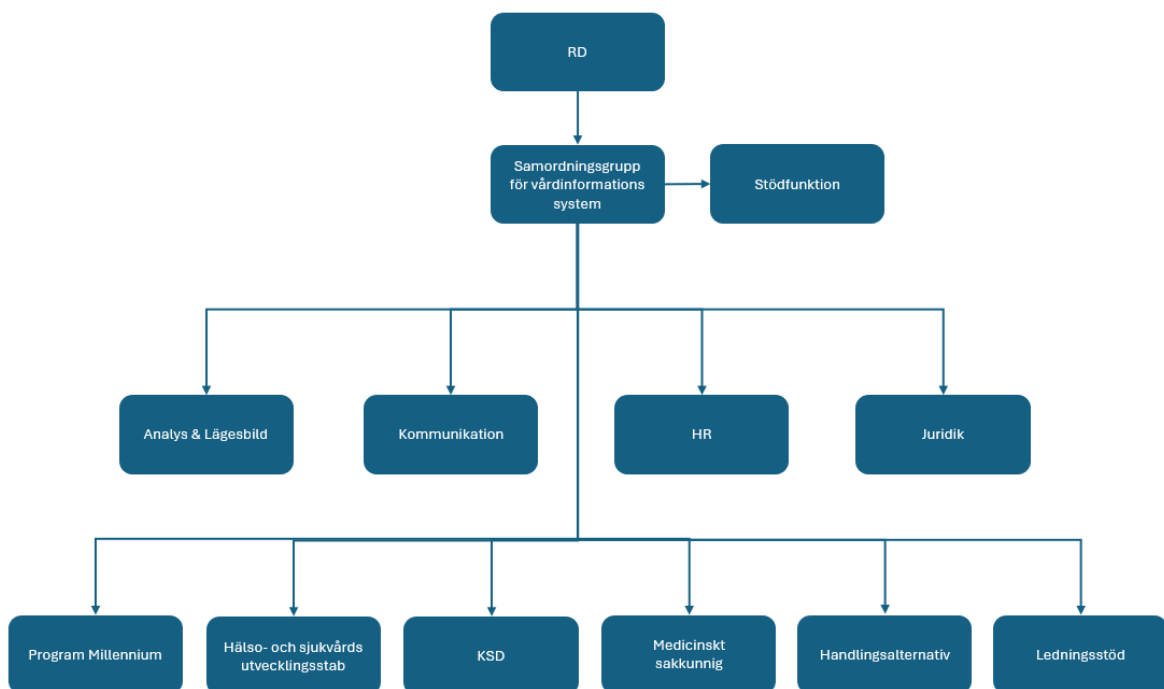 RD
Samordningsgrupp
för vårdinformations
system
Stödfunktion
Analys & Lägesbild
Kommunikation
HR
Juridik
Program Millennium
Hälso- och sjukvårds
utvecklingsstab
KSD
Medicinskt
sakkunnig
Handlingsalternativ
Ledningsstöd